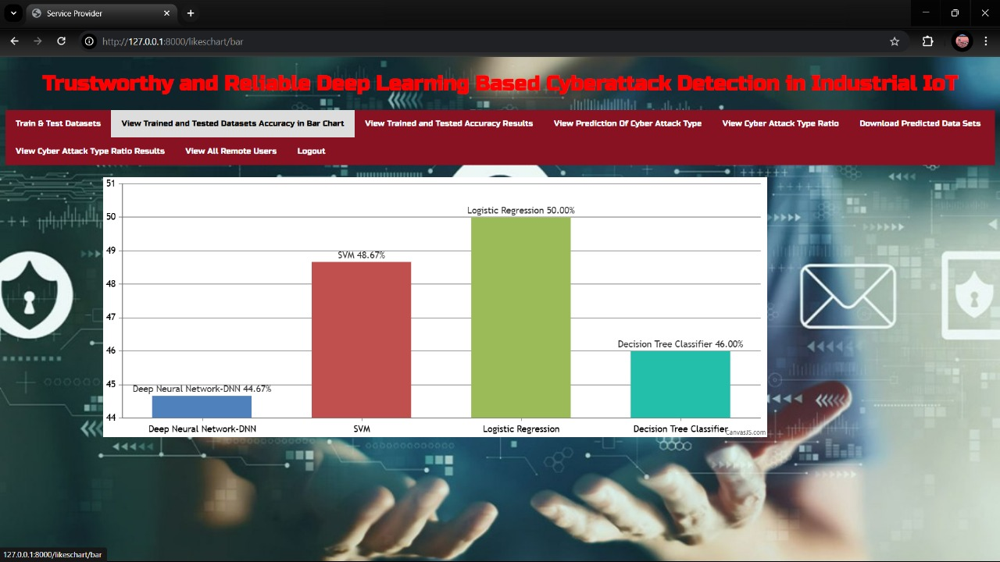 Service Provider
http://127.0.0.1:8000/likeschart/bar
Trustworthy and Reliable Deep Learning Based Cyberattack Detection in Industrial IoT
Train & Test Datasets View Trained and Tested Datasets Accuracy in Bar Chart View Trained and Tested Accuracy Results View Prediction Of Cyber Attack Type View Cyber Attack Type Ratio Download Predicted Data Sets
View Cyber Attack Type Ratio Results View All Remote Users Logout
51
Logistic Regression 50.00%
50
49
SVM 48.67%
48
47
Decision Tree Classifier 46.00%
46
45
Deep Neural Network-DNN 44.67%
44
Deep Neural Network-DNN SVM Logistic Regression Decision Tree Classifier
CanvasJS.com
127.0.0.1:8000/likeschart/bar